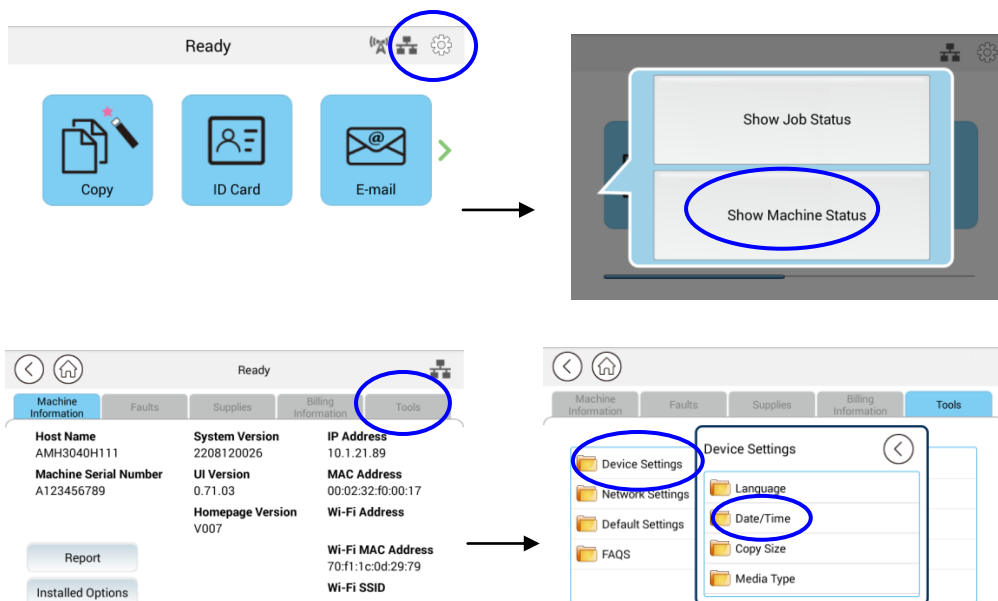 Ready
Copy
ID Card
E-mail
Show Job Status
Show Machine Status
Ready
Machine Information
Faults
Supplies
Billing Information
Tools
Host Name
AMH3040H111
Machine Serial Number
A123456789
System Version
2208120026
UI Version
0.71.03
Homepage Version
V007
IP Address
10.1.21.89
MAC Address
00:02:32:f0:00:17
Wi-Fi Address
Wi-Fi MAC Address
70:f1:1c:0d:29:79
Wi-Fi SSID
Report
Installed Options
Machine Information
Faults
Supplies
Billing Information
Tools
Device Settings
Network Settings
Default Settings
FAQS
Device Settings
Language
Date/Time
Copy Size
Media Type